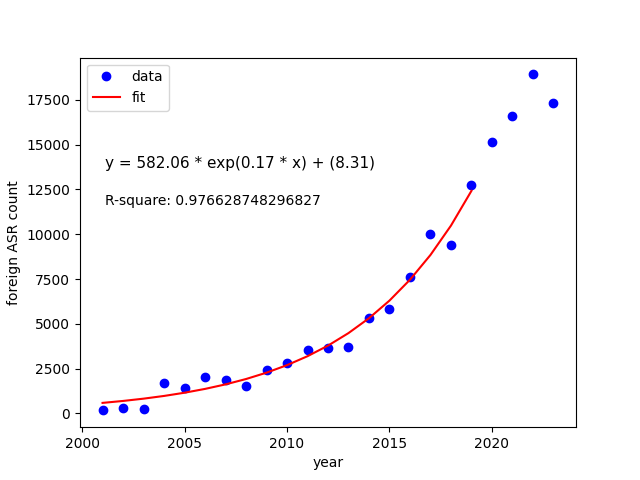 data
fit
y = 582.06 * exp(0.17 * x) + (8.31)
R-square: 0.976628748296827
17500
15000
12500
10000
7500
5000
2500
0
foreign ASR count
2000 2005 2010 2015 2020
year